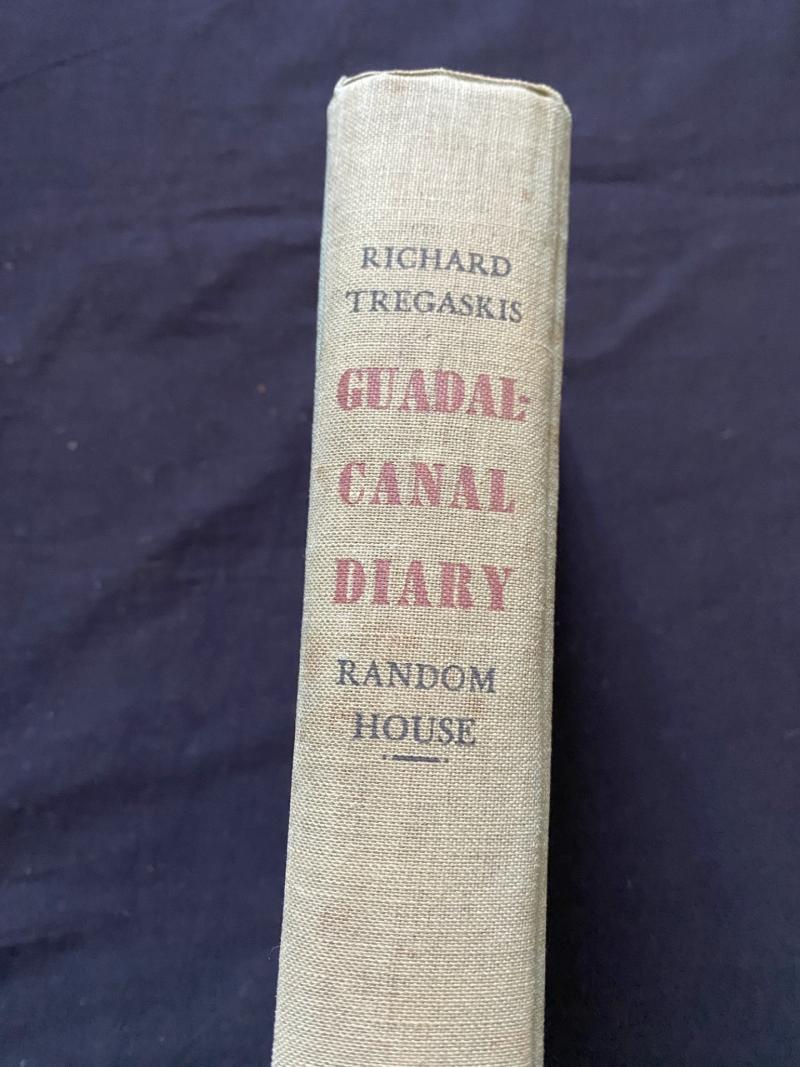 RICHARD
TREGASKIS
GUADAL-
CANAL
DIARY
RANDOM
HOUSE